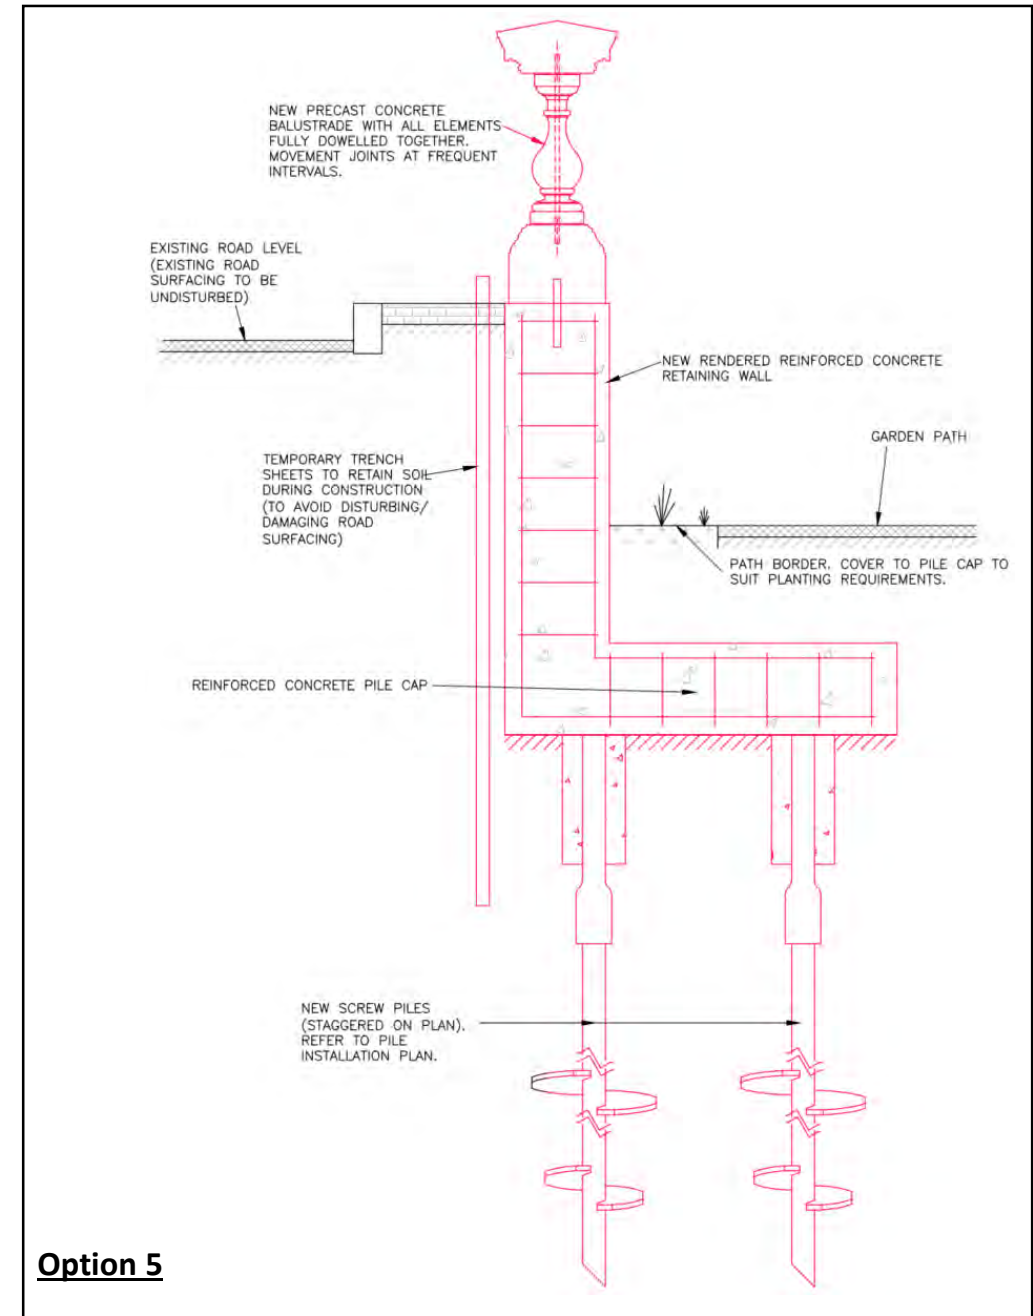 NEW PRECAST CONCRETE
BALUSTRADE WITH ALL ELEMENTS
FULLY DOWELLED TOGETHER.
MOVEMENT JOINTS AT FREQUENT
INTERVALS.
EXISTING ROAD LEVEL
(EXISTING ROAD
SURFACING TO BE
UNDISTURBED)
NEW RENDERED REINFORCED CONCRETE
RETAINING WALL
GARDEN PATH
TEMPORARY TRENCH
SHEETS TO RETAIN SOIL
DURING CONSTRUCTION
(TO AVOID DISTURBING/
DAMAGING ROAD
SURFACING)
PATH BORDER. COVER TO PILE CAP TO
SUIT PLANTING REQUIREMENTS.
REINFORCED CONCRETE PILE CAP
NEW SCREW PILES
(STAGGERED ON PLAN).
REFER TO PILE
INSTALLATION PLAN.
Option 5